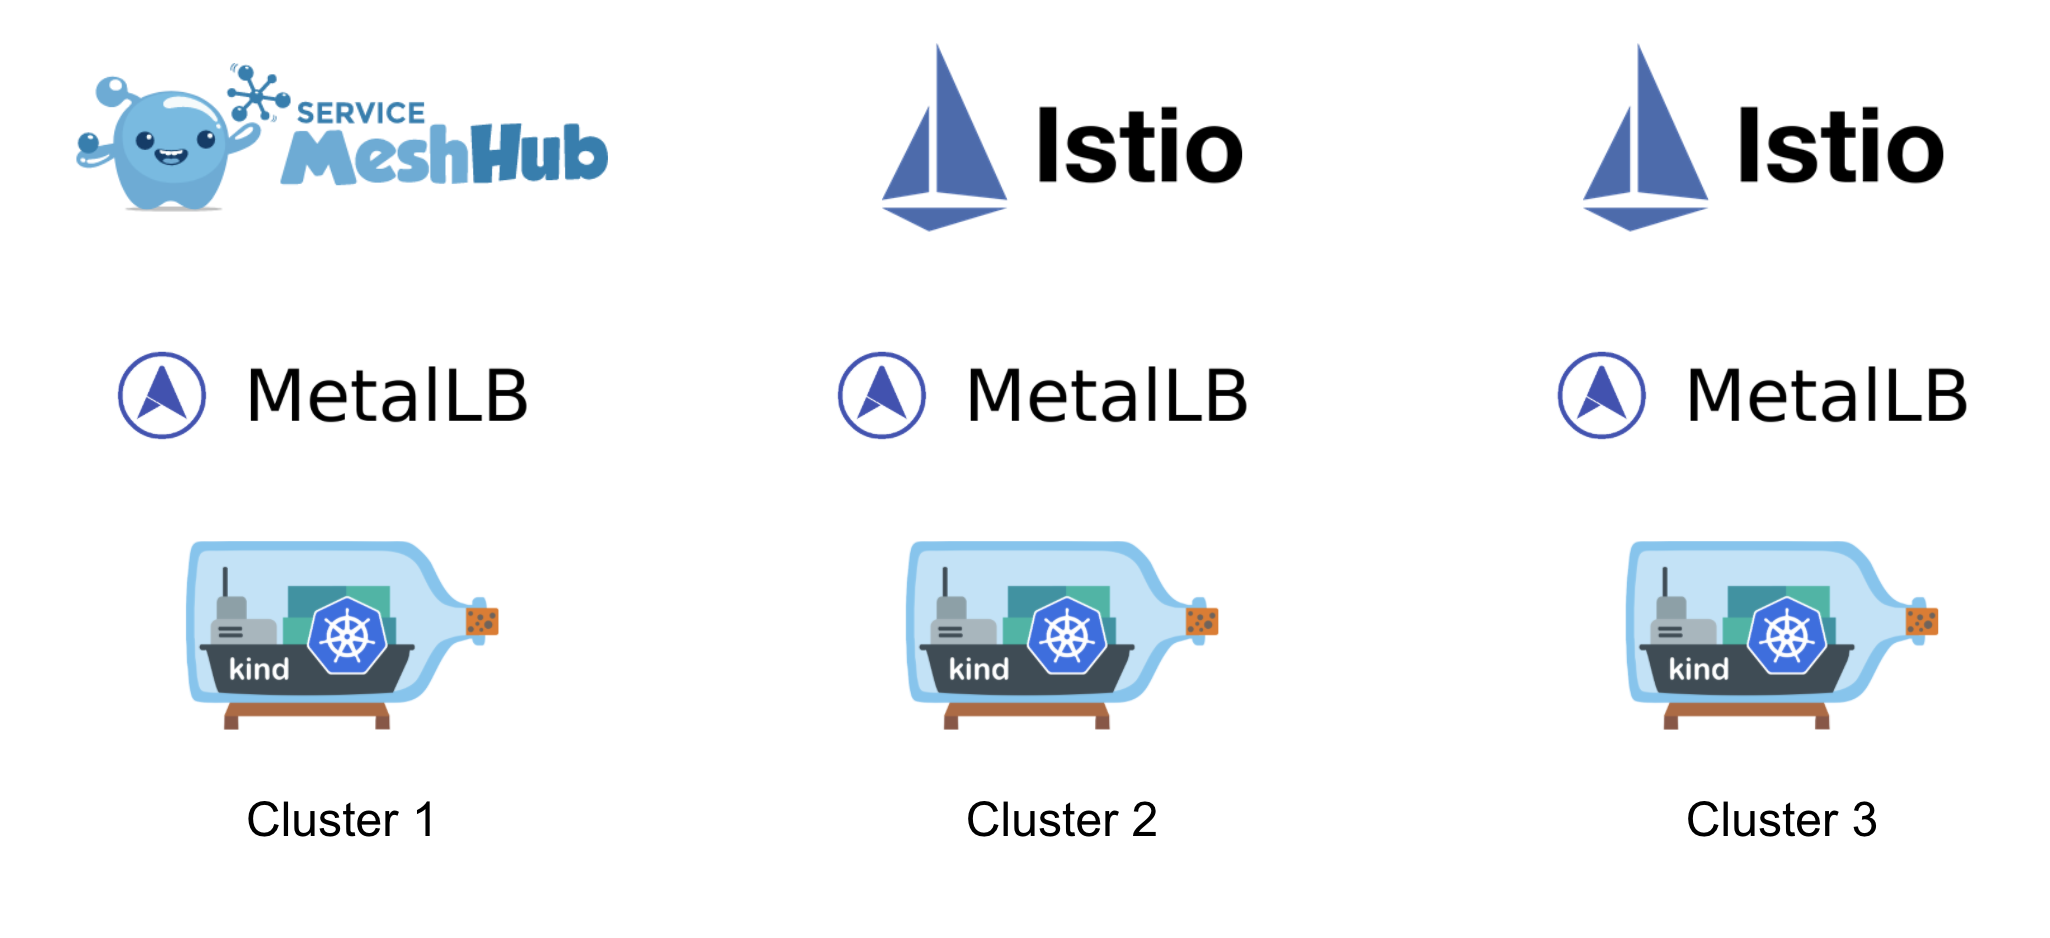 SERVICE
MeshHub
Istio
Istio
MetalLB
MetalLB
MetalLB
kind
kind
kind
Cluster 1
Cluster 2
Cluster 3